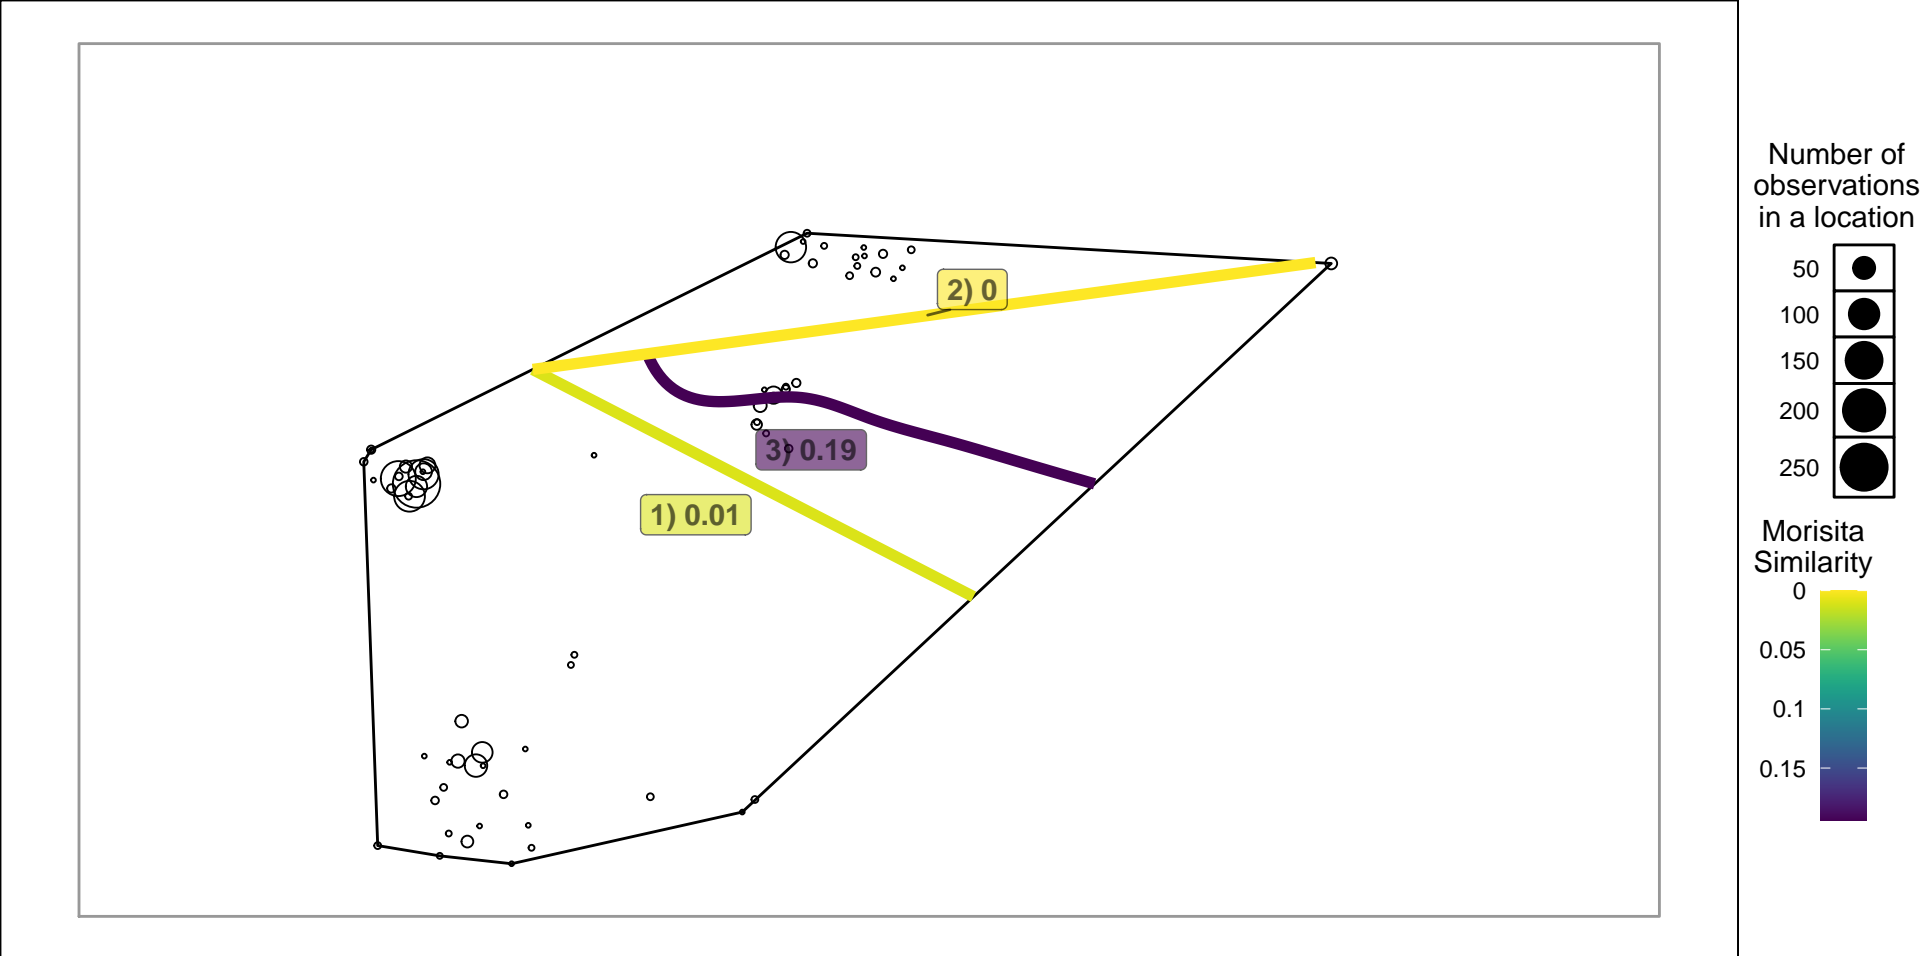 2) 0
3) 0.19
1) 0.01
Number of
observations
in a location
50
100
150
200
250
Morisita
Similarity
0
0.05
0.1
0.15